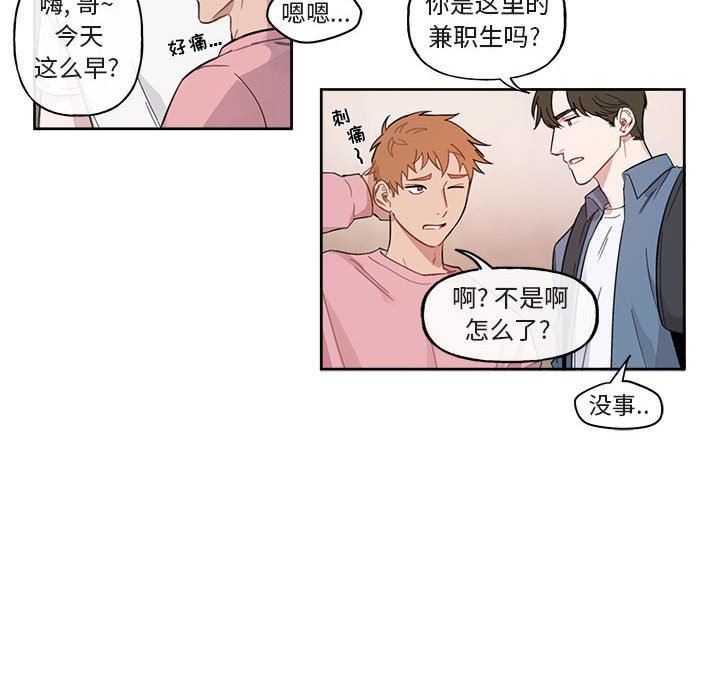 嗨, 哥~
今天
这么早?
好痛...
嗯嗯...
你是这里的
兼职生吗?
刺痛~
啊? 不是啊
怎么了?
没事..